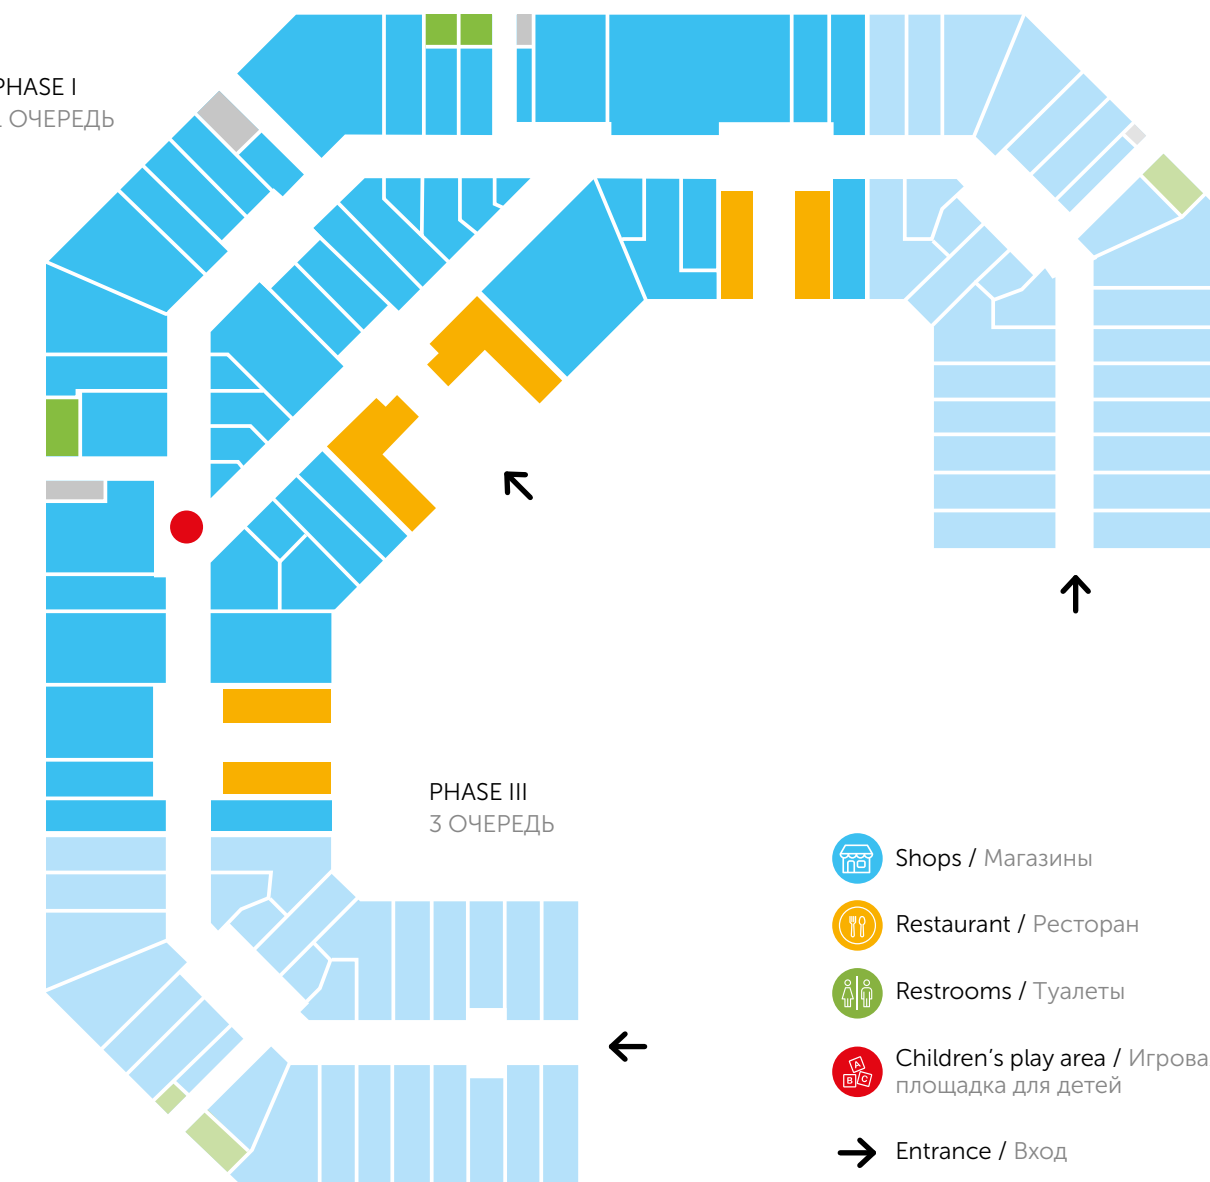 PHASE I
1 ОЧЕРЕДЬ
PHASE III
3 ОЧЕРЕДЬ
Shops / Магазины
Restaurant / Ресторан
Restrooms / Туалеты
A
B C
Children's play area / Игрова
площадка для детей
Entrance / Вход